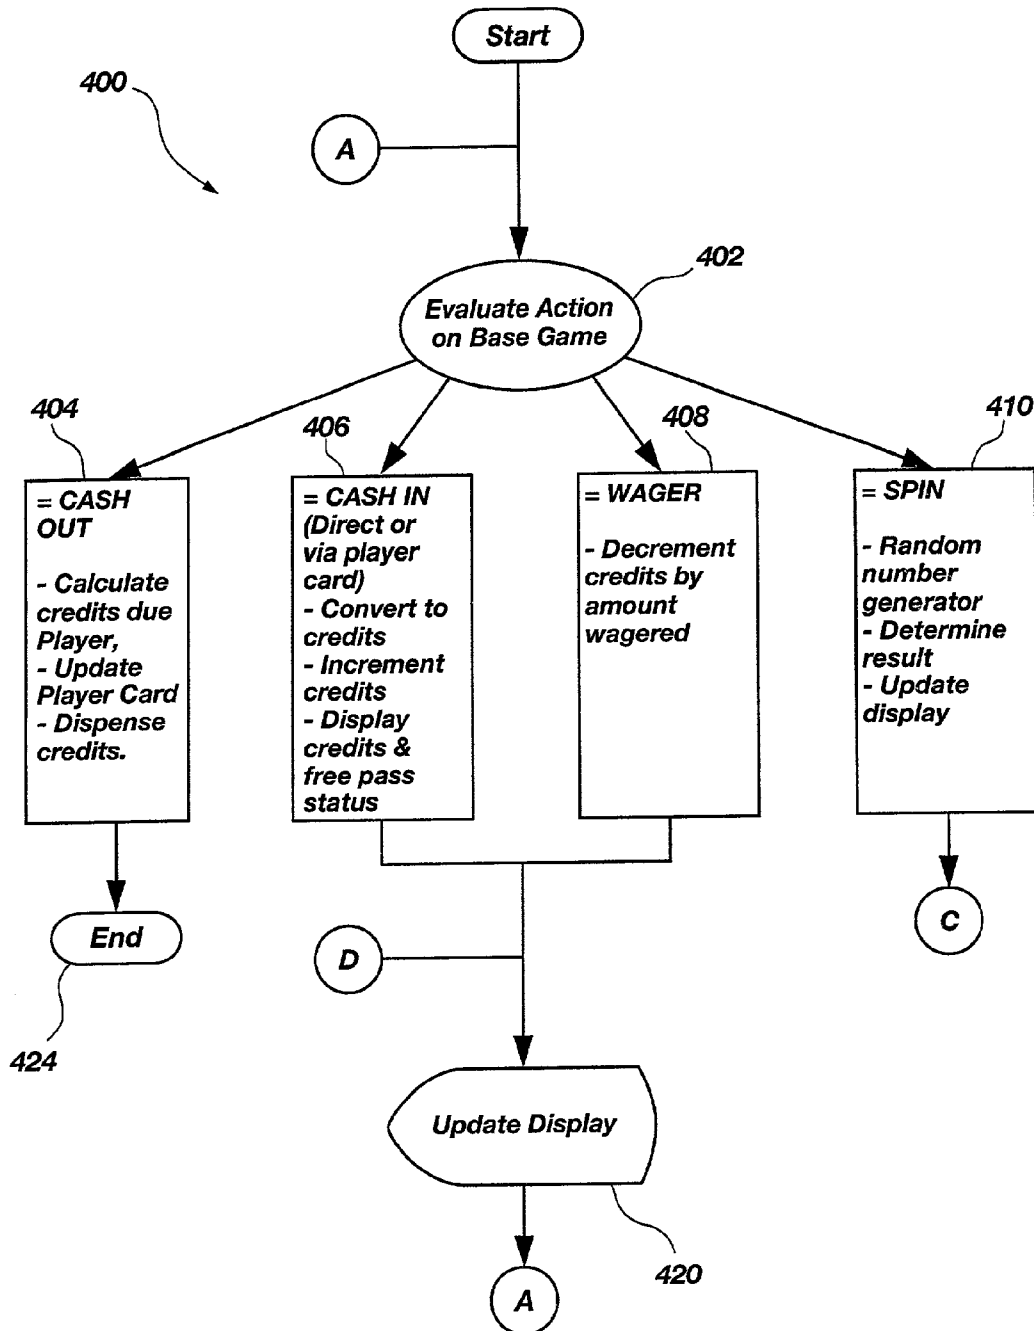 Start
400
A
402
Evaluate Action
on Base Game
404
= CASH
OUT
- Calculate
credits due
Player,
- Update
Player Card
- Dispense
credits.
406
= CASH IN
(Direct or
via player
card)
- Convert to
credits
- Increment
credits
- Display
credits &
free pass
status
408
= WAGER
- Decrement
credits by
amount
wagered
410
= SPIN
- Random
number
generator
- Determine
result
- Update
display
End
424
D
C
Update Display
420
A